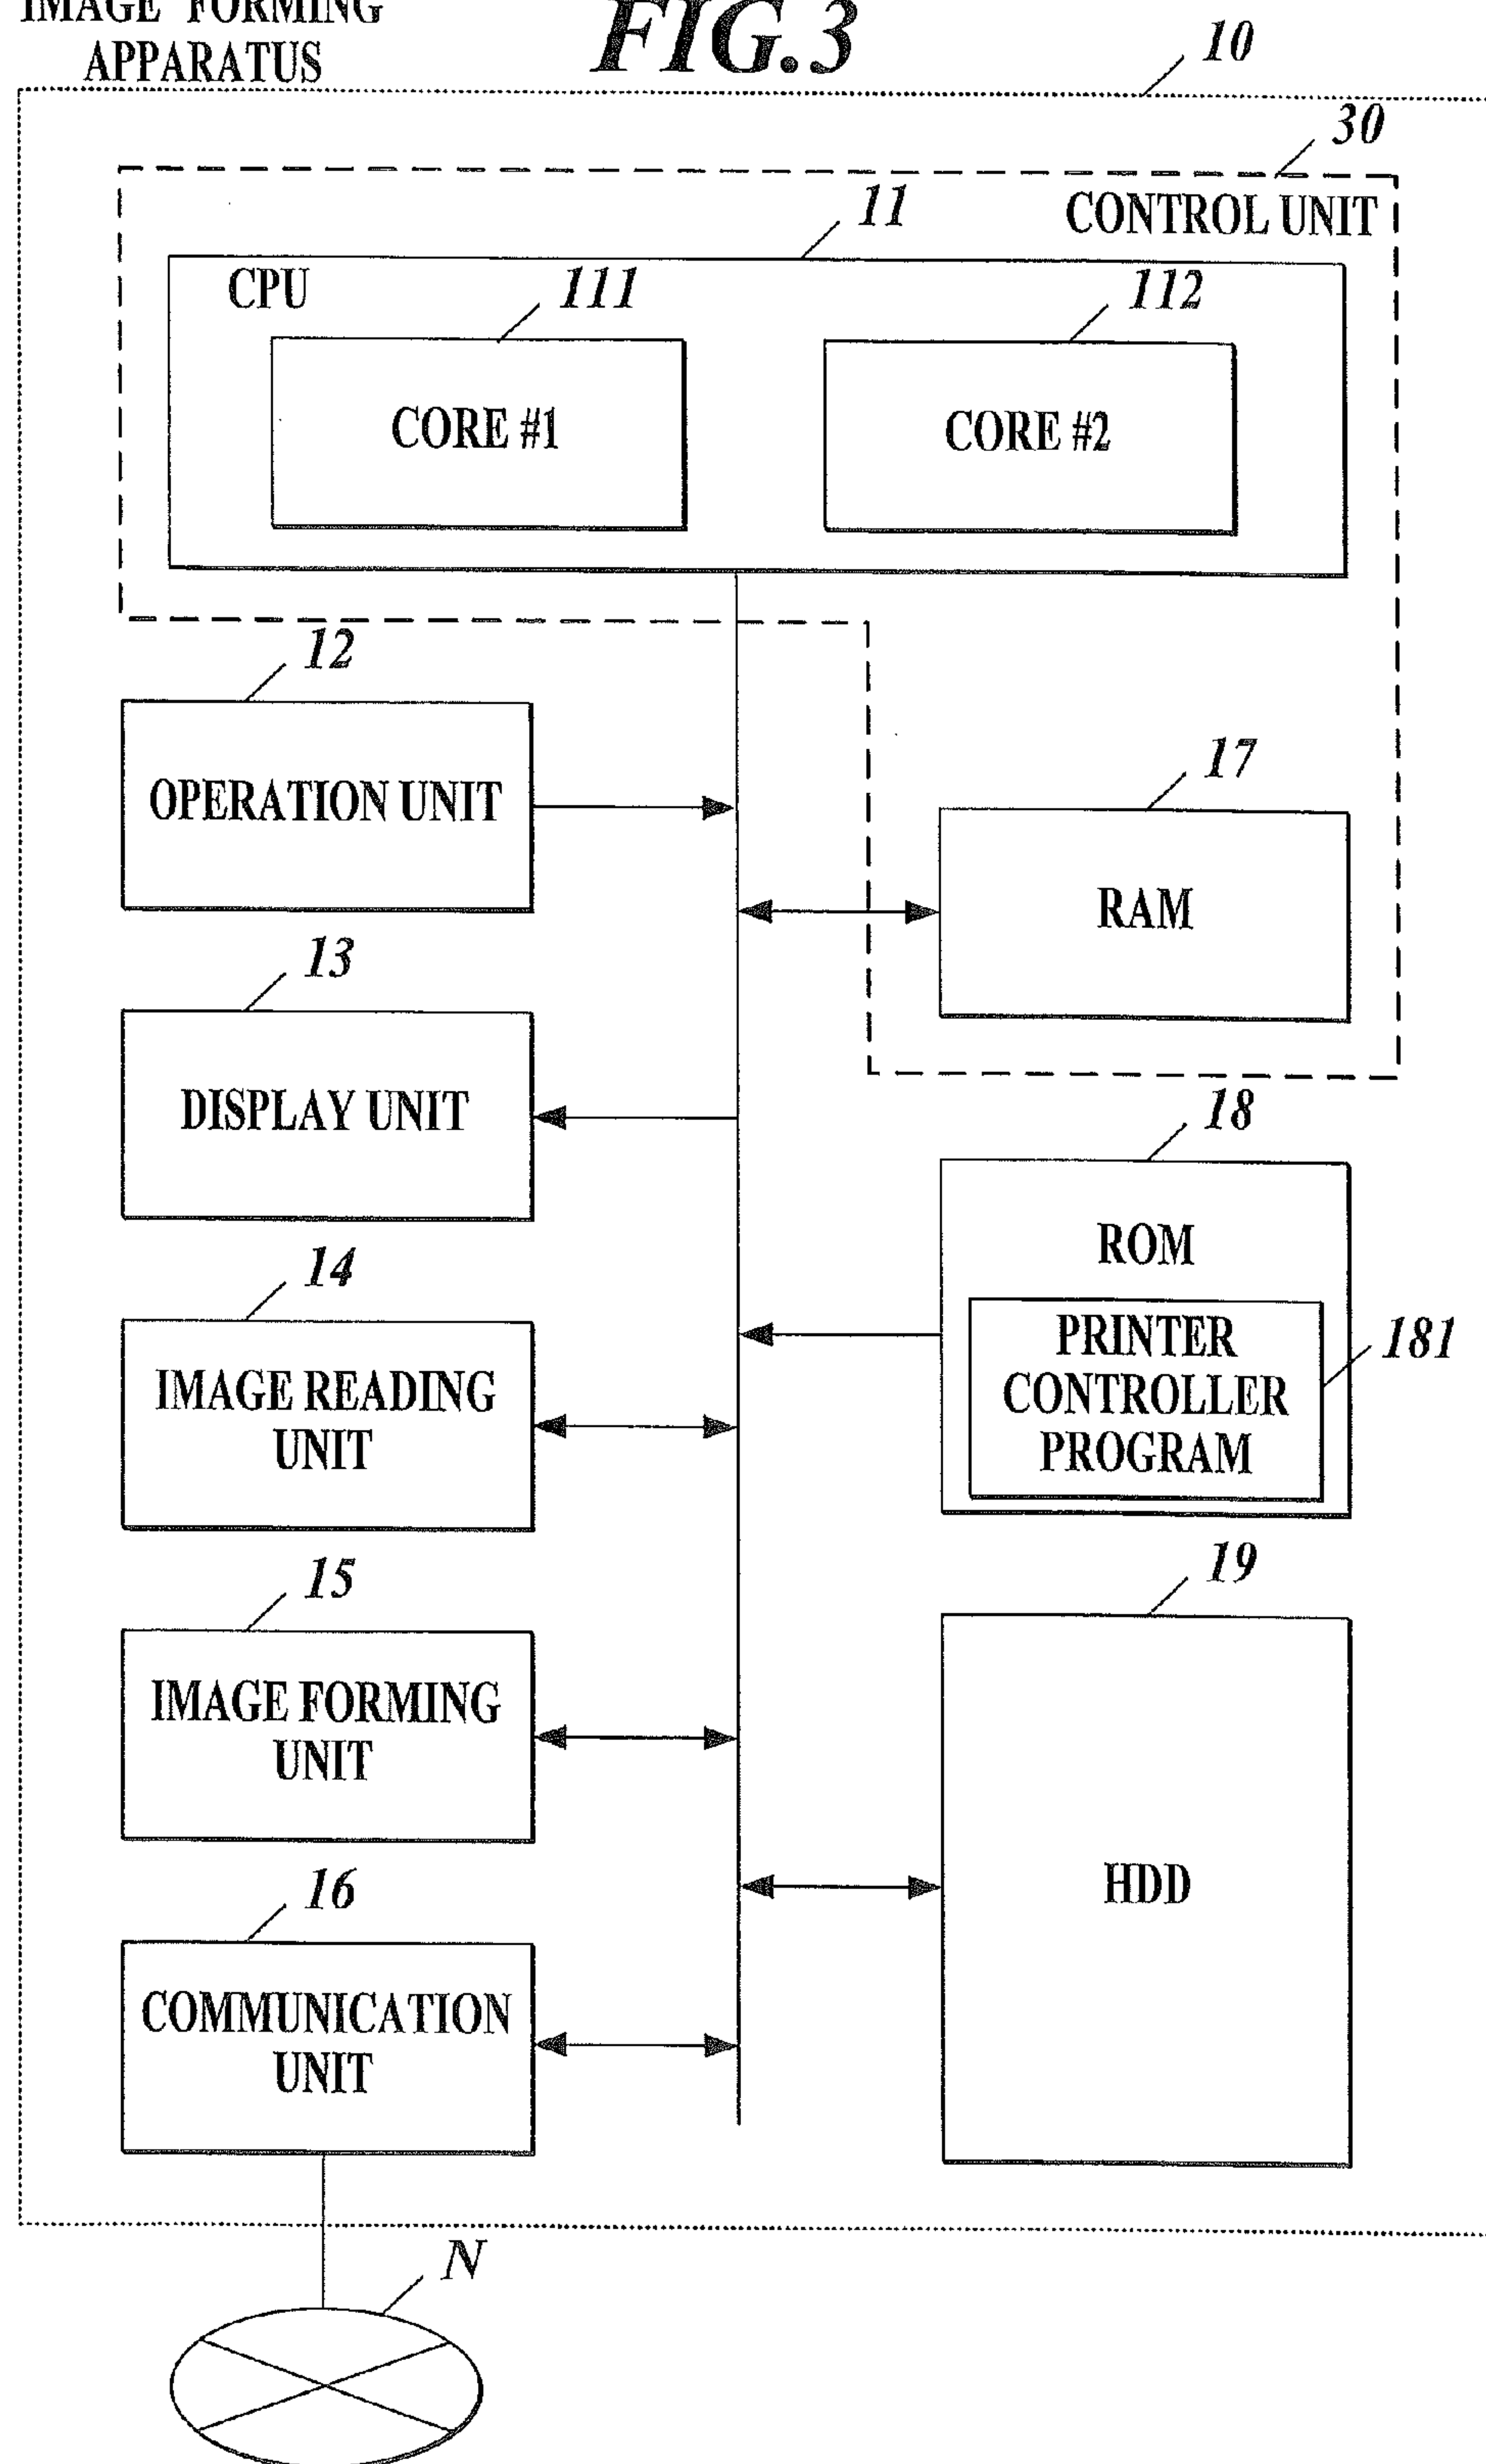 IMAGE FORMING
APPARATUS
FIG.3
10
30
CONTROL UNIT
11
CPU
111
112
CORE #1
CORE #2
12
OPERATION UNIT
17
RAM
13
DISPLAY UNIT
18
ROM
PRINTER
CONTROLLER
PROGRAM
181
14
IMAGE READING
UNIT
15
IMAGE FORMING
UNIT
19
HDD
16
COMMUNICATION
UNIT
N